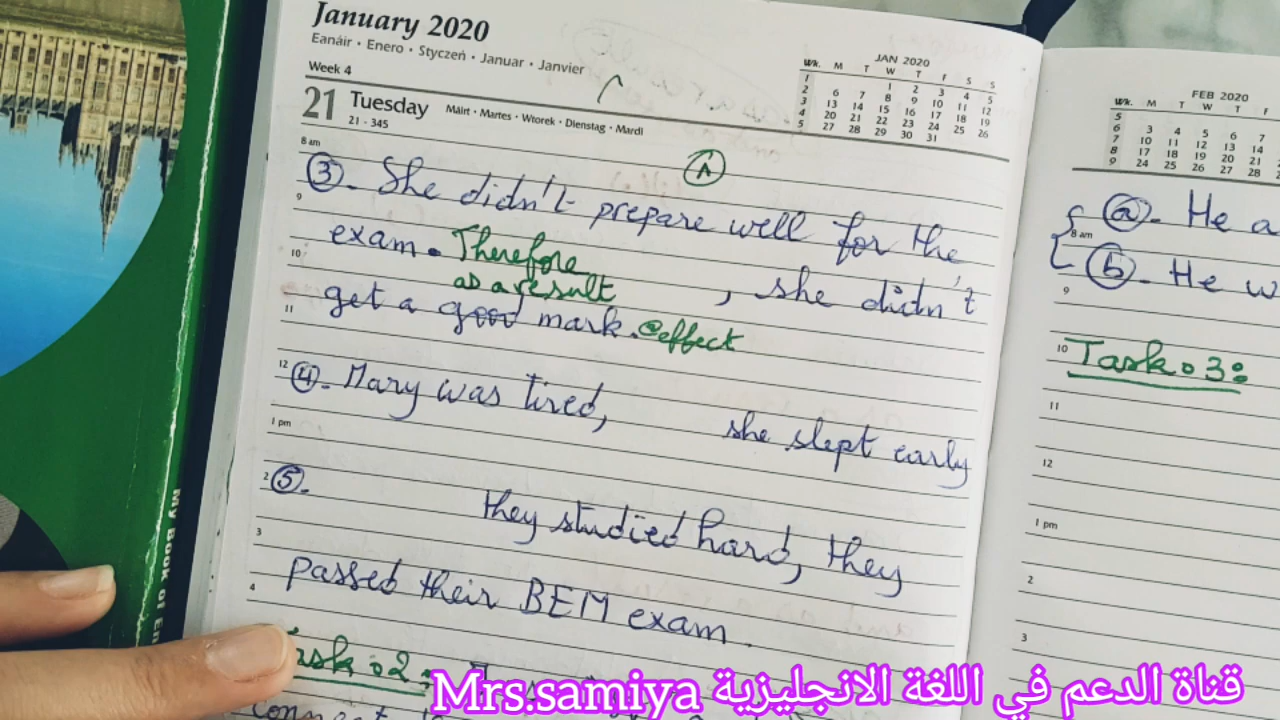 January 2020
Eanáir • Enero • Styczeń • Januar • Janvier
Week 4
21 Tuesday Máirt • Martes • Wtorek • Dienstag • Mardi
21 - 345
JAN 2020
Wk. M T W T F S S
1 1 2 3 4 5
2 6 7 8 9 10 11 12
3 13 14 15 16 17 18 19
4 20 21 22 23 24 25 26
5 27 28 29 30 31
8 am
③. She didn't prepare well for the
9
exam. Therefore
10
as a result , she didn't
get a good mark. @effect
11
12
④. Mary was tired, she slept early
1 pm
2
⑤. they studied hard, they
3
passed their BEM exam.
4
Task: 2:
FEB 2020
Wk. M T W T F
5
6 3 4 5 6 7
7 10 11 12 13 14
8 17 18 19 20 21
9 24 25 26 27 28
ⓐ. He a
8 am
ⓑ. He w
9
10
Task: 3:
11
12
1 pm
2
3
My Book of En
Mrs.samiya قناة الدعم في اللغة الانجليزية